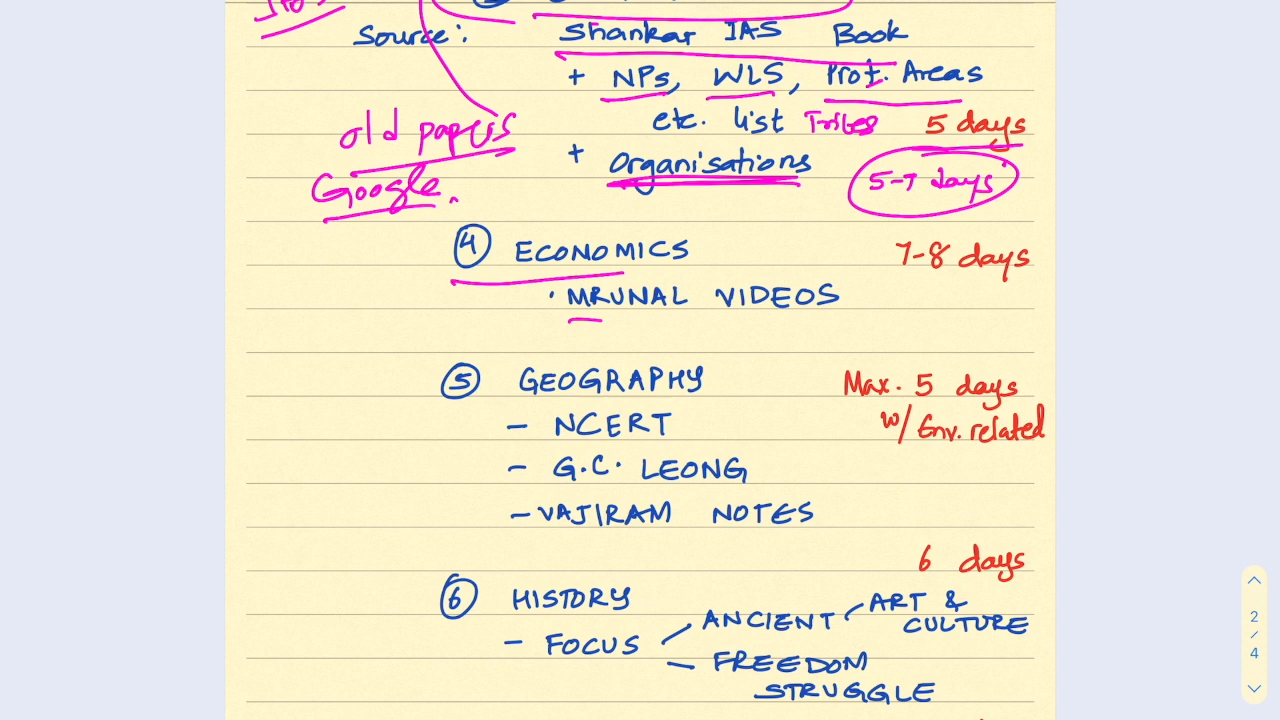 Source: Shankar IAS Book
+ NPs, WLS, Prot. Areas
etc. list Tribes 5 days
old papers
+ Organisations
5-7 days
Google.
4 ECONOMICS 7-8 days
· MRUNAL VIDEOS
5 GEOGRAPHY Max. 5 days
- NCERT w/ Env. related
- G.C. LEONG
- VAJIRAM NOTES
6 days
6 HISTORY
- FOCUS ANCIENT ART &
CULTURE
FREEDOM
STRUGGLE
2
/
4